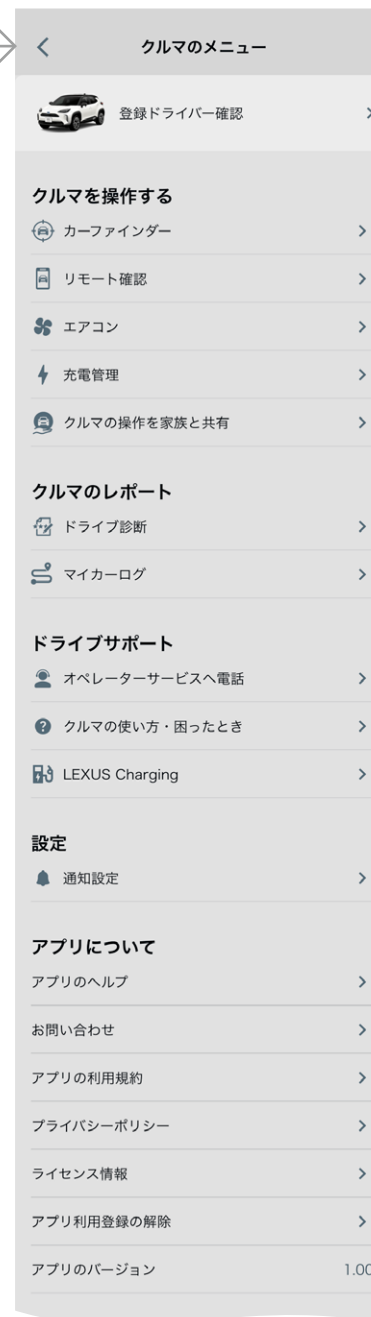 クルマのメニュー
登録ドライバー確認
クルマを操作する
カーファインダー
リモート確認
エアコン
充電管理
クルマの操作を家族と共有
クルマのレポート
ドライブ診断
マイカーログ
ドライブサポート
オペレーターサービスへ電話
クルマの使い方・困ったとき
LEXUS Charging
設定
通知設定
アプリについて
アプリのヘルプ
お問い合わせ
アプリの利用規約
プライバシーポリシー
ライセンス情報
アプリ利用登録の解除
アプリのバージョン 1.00